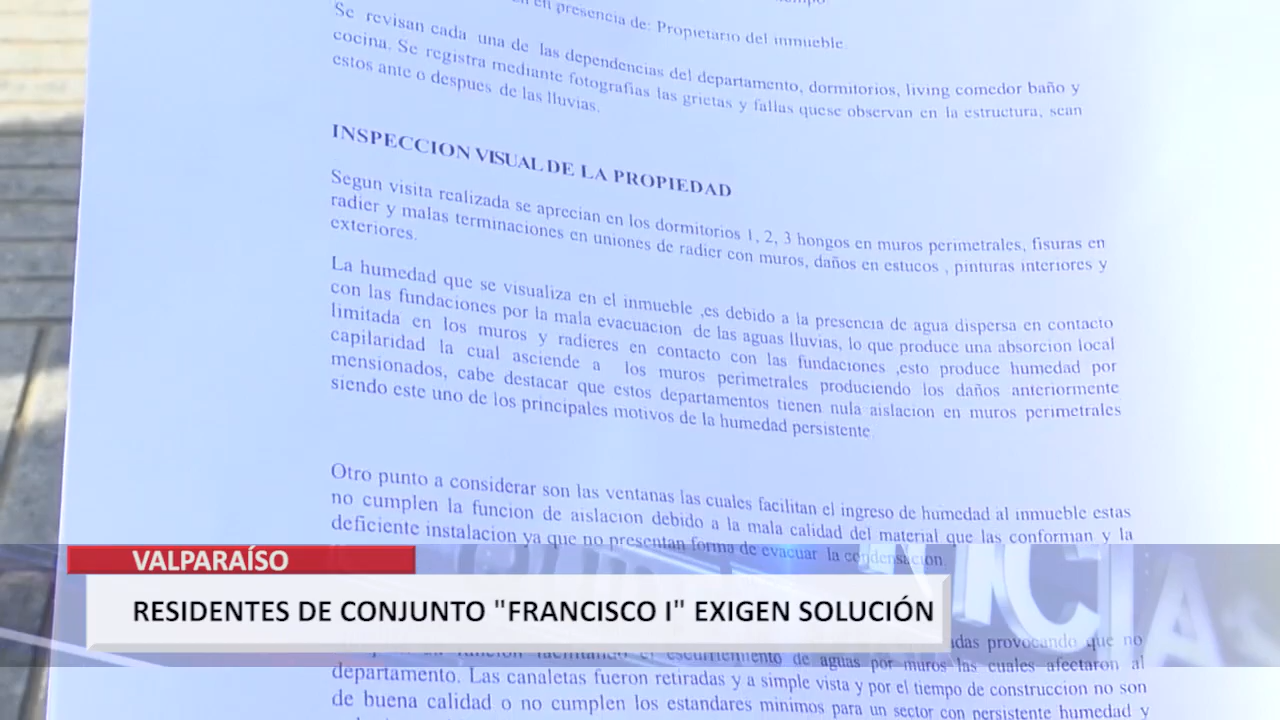 en presencia de: Propietario del inmueble.
Se revisan cada una de las dependencias del departamento, dormitorios, living comedor baño y
cocina. Se registra mediante fotografias las grietas y fallas quese observan en la estructura, sean
estos ante o despues de las lluvias.
INSPECCION VISUAL DE LA PROPIEDAD
Segun visita realizada se aprecian en los dormitorios 1, 2, 3 hongos en muros perimetrales, fisuras en
radier y malas terminaciones en uniones de radier con muros, daños en estucos , pinturas interiores y
exteriores.
La humedad que se visualiza en el inmueble ,es debido a la presencia de agua dispersa en contacto
con las fundaciones por la mala evacuacion de las aguas lluvias, lo que produce una absorcion local
limitada en los muros y radieres en contacto con las fundaciones ,esto produce humedad por
capilaridad la cual asciende a los muros perimetrales produciendo los daños anteriormente
mensionados, cabe destacar que estos departamentos tienen nula aislacion en muros perimetrales
siendo este uno de los principales motivos de la humedad persistente
Otro punto a considerar son las ventanas las cuales facilitan el ingreso de humedad al inmueble estas
no cumplen la funcion de aislacion debido a la mala calidad del material que las conforman y la
deficiente instalacion ya que no presentan forma de evacuar la condensacion.
VALPARAÍSO
RESIDENTES DE CONJUNTO "FRANCISCO I" EXIGEN SOLUCIÓN
provocando que no
funcion facilitando el escurrimiento de aguas por muros las cuales afectaron al
departamento. Las canaletas fueron retiradas y a simple vista y por el tiempo de construccion no son
de buena calidad o no cumplen los estandares minimos para un sector con persistente humedad y